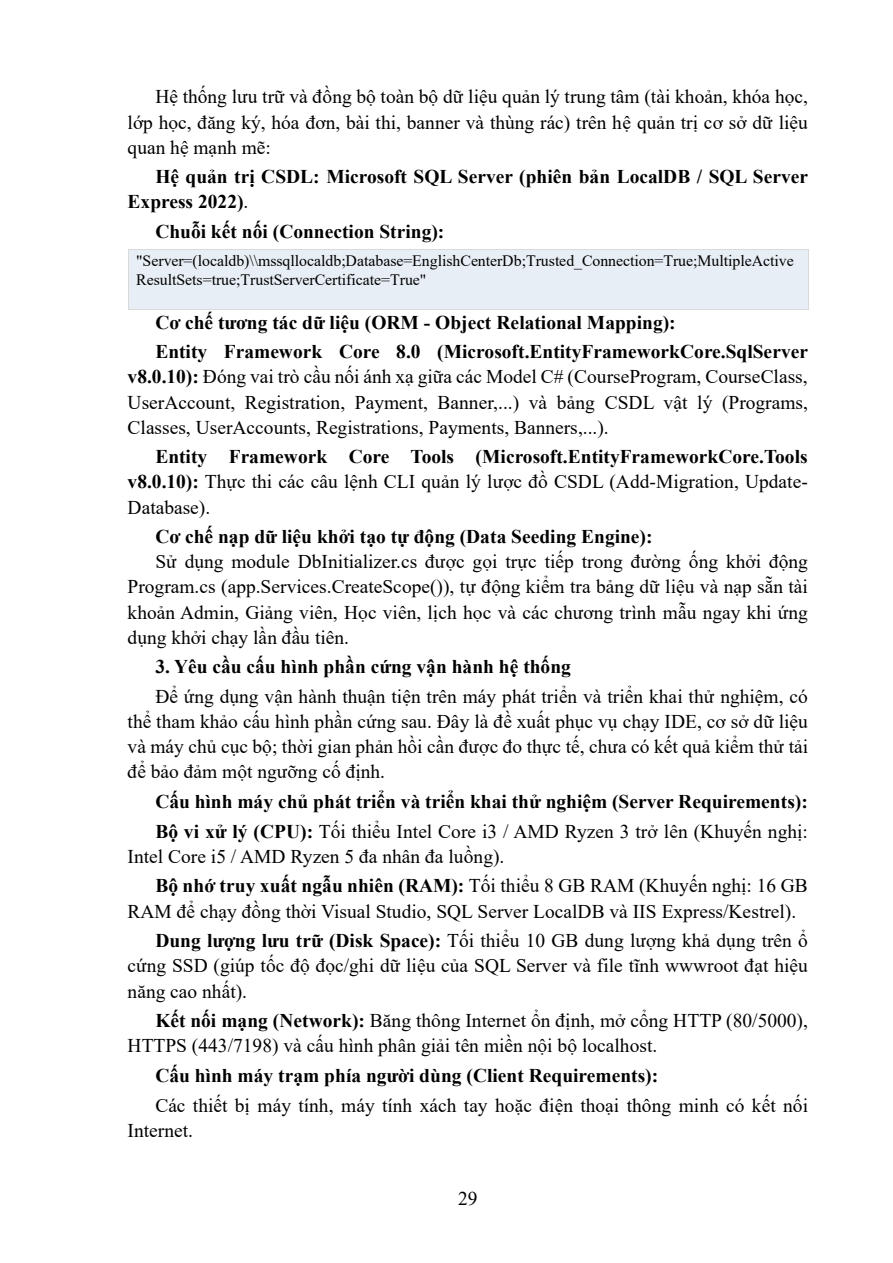 Hệ thống lưu trữ và đồng bộ toàn bộ dữ liệu quản lý trung tâm (tài khoản, khóa học,
lớp học, đăng ký, hóa đơn, bài thi, banner và thùng rác) trên hệ quản trị cơ sở dữ liệu
quan hệ mạnh mẽ:
Hệ quản trị CSDL: Microsoft SQL Server (phiên bản LocalDB / SQL Server
Express 2022).
Chuỗi kết nối (Connection String):
"Server=(localdb)\\mssqllocaldb;Database=EnglishCenterDb;Trusted_Connection=True;MultipleActive
ResultSets=true;TrustServerCertificate=True"
Cơ chế tương tác dữ liệu (ORM - Object Relational Mapping):
Entity Framework Core 8.0 (Microsoft.EntityFrameworkCore.SqlServer
v8.0.10): Đóng vai trò cầu nối ánh xạ giữa các Model C# (CourseProgram, CourseClass,
UserAccount, Registration, Payment, Banner,...) và bảng CSDL vật lý (Programs,
Classes, UserAccounts, Registrations, Payments, Banners,...).
Entity Framework Core Tools (Microsoft.EntityFrameworkCore.Tools
v8.0.10): Thực thi các câu lệnh CLI quản lý lược đồ CSDL (Add-Migration, Update-
Database).
Cơ chế nạp dữ liệu khởi tạo tự động (Data Seeding Engine):
Sử dụng module DbInitializer.cs được gọi trực tiếp trong đường ống khởi động
Program.cs (app.Services.CreateScope()), tự động kiểm tra bảng dữ liệu và nạp sẵn tài
khoản Admin, Giảng viên, Học viên, lịch học và các chương trình mẫu ngay khi ứng
dụng khởi chạy lần đầu tiên.
3. Yêu cầu cấu hình phần cứng vận hành hệ thống
Để ứng dụng vận hành thuận tiện trên máy phát triển và triển khai thử nghiệm, có
thể tham khảo cấu hình phần cứng sau. Đây là đề xuất phục vụ chạy IDE, cơ sở dữ liệu
và máy chủ cục bộ; thời gian phản hồi cần được đo thực tế, chưa có kết quả kiểm thử tải
để bảo đảm một ngưỡng cố định.
Cấu hình máy chủ phát triển và triển khai thử nghiệm (Server Requirements):
Bộ vi xử lý (CPU): Tối thiểu Intel Core i3 / AMD Ryzen 3 trở lên (Khuyến nghị:
Intel Core i5 / AMD Ryzen 5 đa nhân đa luồng).
Bộ nhớ truy xuất ngẫu nhiên (RAM): Tối thiểu 8 GB RAM (Khuyến nghị: 16 GB
RAM để chạy đồng thời Visual Studio, SQL Server LocalDB và IIS Express/Kestrel).
Dung lượng lưu trữ (Disk Space): Tối thiểu 10 GB dung lượng khả dụng trên ổ
cứng SSD (giúp tốc độ đọc/ghi dữ liệu của SQL Server và file tĩnh wwwroot đạt hiệu
năng cao nhất).
Kết nối mạng (Network): Băng thông Internet ổn định, mở cổng HTTP (80/5000),
HTTPS (443/7198) và cấu hình phân giải tên miền nội bộ localhost.
Cấu hình máy trạm phía người dùng (Client Requirements):
Các thiết bị máy tính, máy tính xách tay hoặc điện thoại thông minh có kết nối
Internet.
29